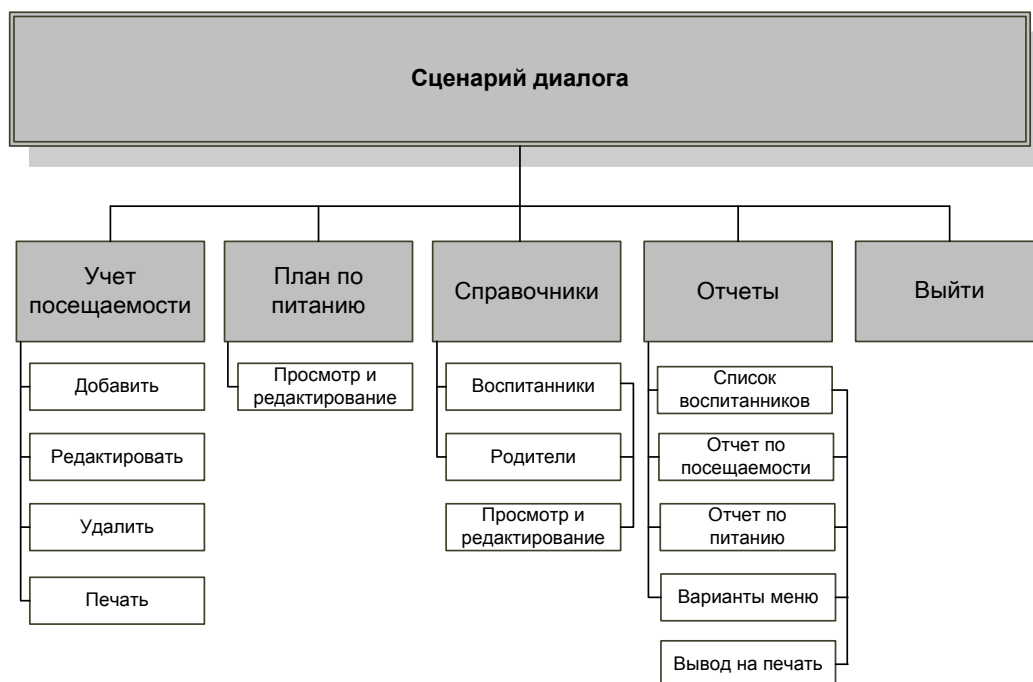 Сценарий диалога
Учет
посещаемости
План по
питанию
Справочники
Отчеты
Выйти
Добавить
Редактировать
Удалить
Печать
Просмотр и
редактирование
Воспитанники
Родители
Просмотр и
редактирование
Список
воспитанников
Отчет по
посещаемости
Отчет по
питанию
Варианты меню
Вывод на печать